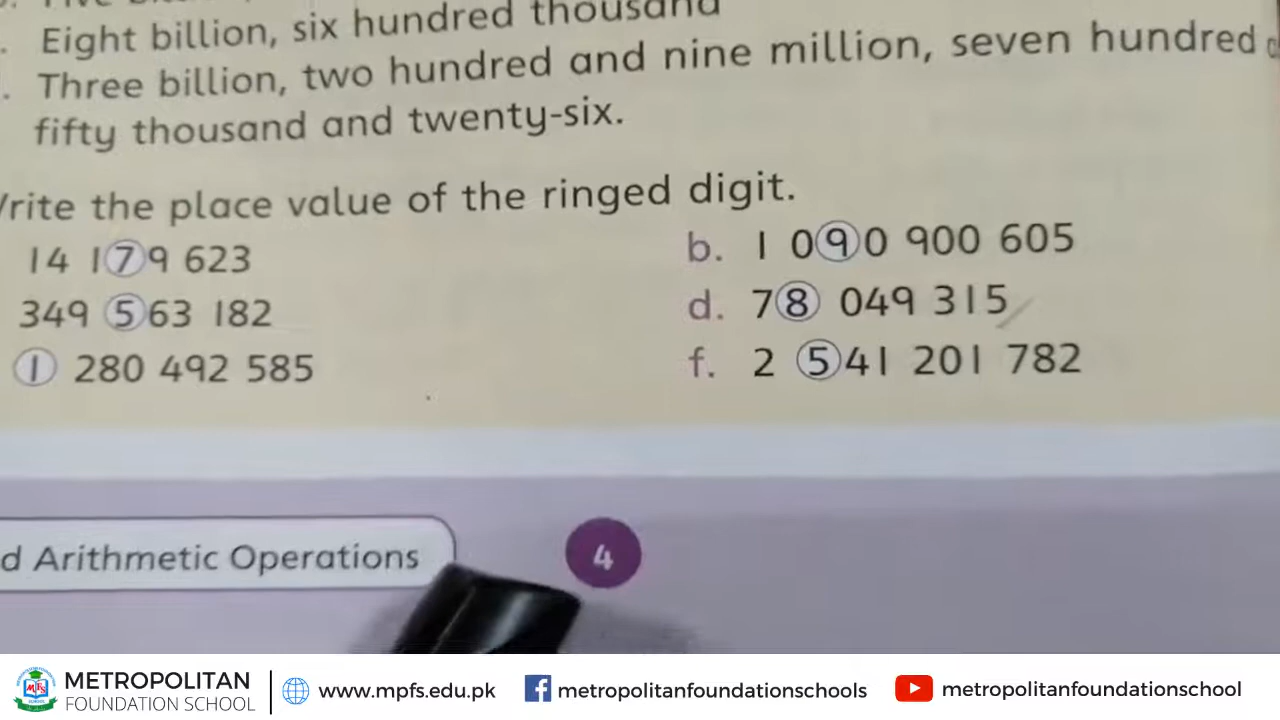 Eight billion, six hundred thousand
Three billion, two hundred and nine million, seven hundred
fifty thousand and twenty-six.
rite the place value of the ringed digit.
14 179 623
b. 1 090 900 605
349 563 182
d. 78 049 315
1 280 492 585
f. 2 541 201 782
d Arithmetic Operations
4
METROPOLITAN
FOUNDATION SCHOOL
www.mpfs.edu.pk
metropolitanfoundationschools
metropolitanfoundationschool